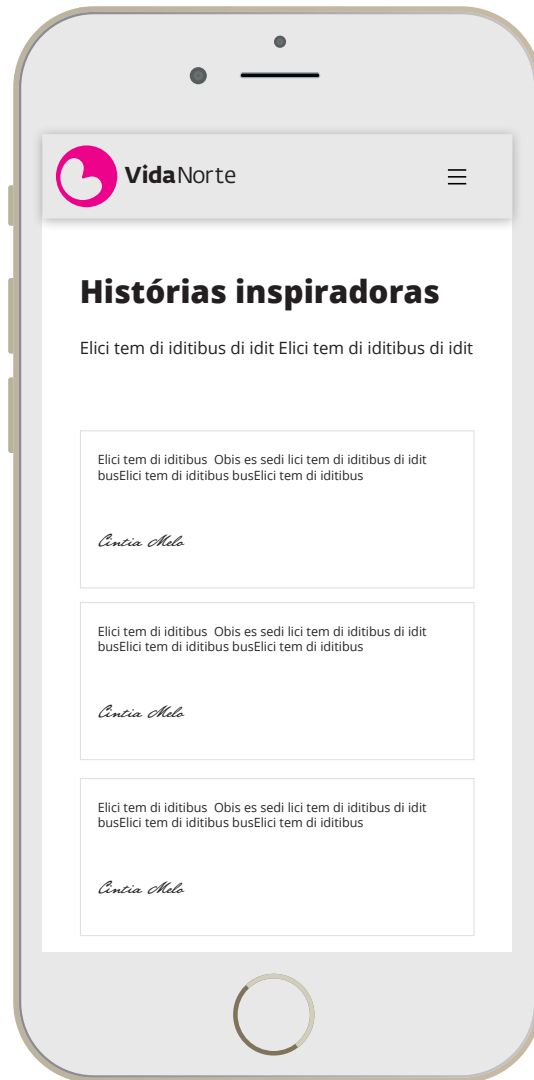 VidaNorte
Histórias inspiradoras
Elici tem di iditibus di idit Elici tem di iditibus di idit
Elici tem di iditibus  Obis es sedi lici tem di iditibus di idit
busElici tem di iditibus busElici tem di iditibus
Cintia Melo
Elici tem di iditibus  Obis es sedi lici tem di iditibus di idit
busElici tem di iditibus busElici tem di iditibus
Cintia Melo
Elici tem di iditibus  Obis es sedi lici tem di iditibus di idit
busElici tem di iditibus busElici tem di iditibus
Cintia Melo